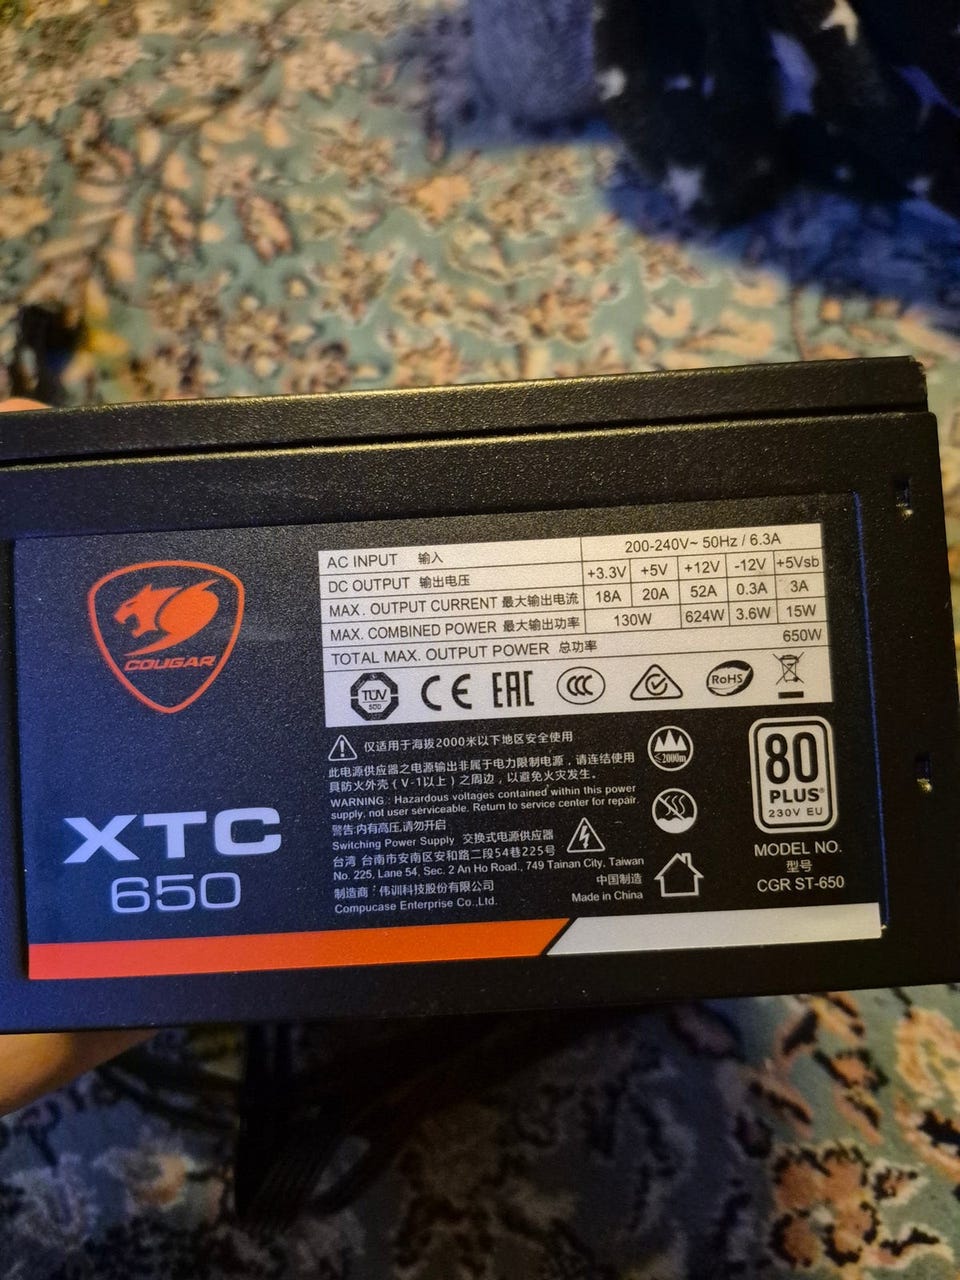 AC INPUT 输入 200-240V~ 50Hz / 6.3A
DC OUTPUT 输出电压 +3.3V +5V +12V -12V +5Vsb
MAX. OUTPUT CURRENT 最大输出电流 18A 20A 52A 0.3A 3A
MAX. COMBINED POWER 最大输出功率 130W 624W 3.6W 15W
TOTAL MAX. OUTPUT POWER 总功率 650W
COUGAR
TÜV
SÜD
CE EAC CCC RoHS
仅适用于海拔2000米以下地区安全使用
≤2000m
此电源供应器之电源输出非属于电力限制电源，请连结使用
具防火外壳（V-1以上）之周边，以避免火灾发生。
WARNING: Hazardous voltages contained within this power
supply, not user serviceable. Return to service center for repair.
警告:内有高压,请勿开启
Switching Power Supply 交换式电源供应器
台湾 台南市安南区安和路二段54巷225号
No. 225, Lane 54, Sec. 2 An Ho Road., 749 Tainan City, Taiwan
制造商：伟训科技股份有限公司
中国制造
Compucase Enterprise Co.,Ltd.
Made in China
80
PLUS®
230V EU
MODEL NO.
型号
CGR ST-650
XTC
650